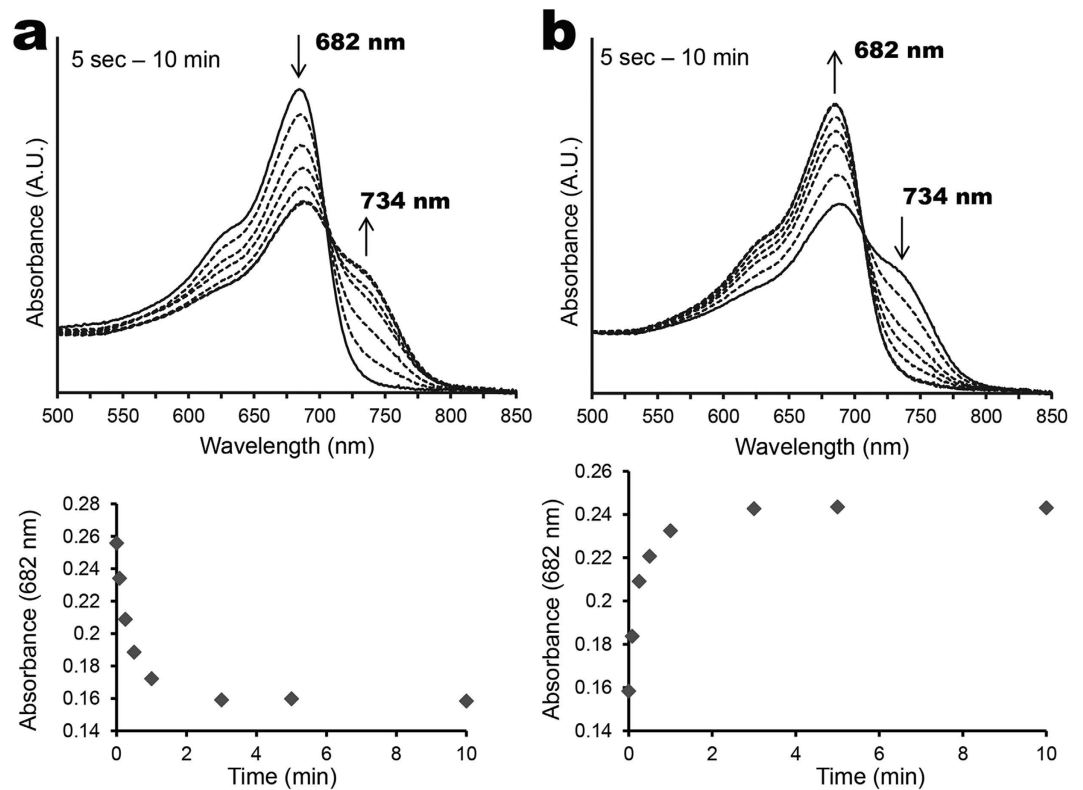 a
682 nm
5 sec – 10 min
734 nm
Absorbance (A.U.)
500 550 600 650 700 750 800 850
Wavelength (nm)
b
682 nm
5 sec – 10 min
734 nm
Absorbance (A.U.)
500 550 600 650 700 750 800 850
Wavelength (nm)
Absorbance (682 nm)
0.28
0.26
0.24
0.22
0.2
0.18
0.16
0.14
0 2 4 6 8 10
Time (min)
Absorbance (682 nm)
0.26
0.24
0.22
0.2
0.18
0.16
0.14
0 2 4 6 8 10
Time (min)